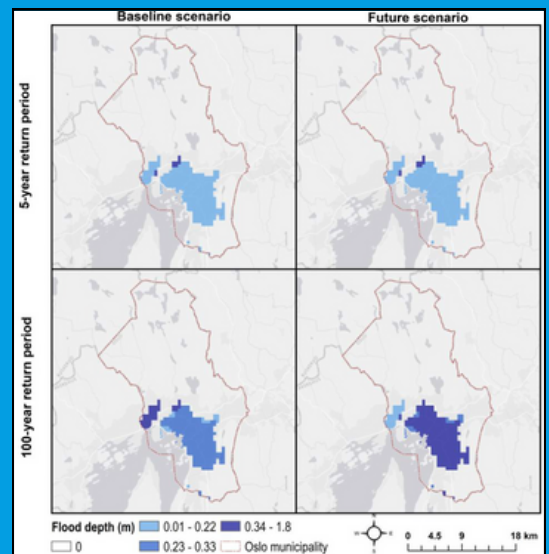 Baseline scenario
Future scenario
5-year return period
100-year return period
Flood depth (m)
0.01 - 0.22
0.34 - 1.8
0
0.23 - 0.33
Oslo municipality
0 4.5 9 18 km